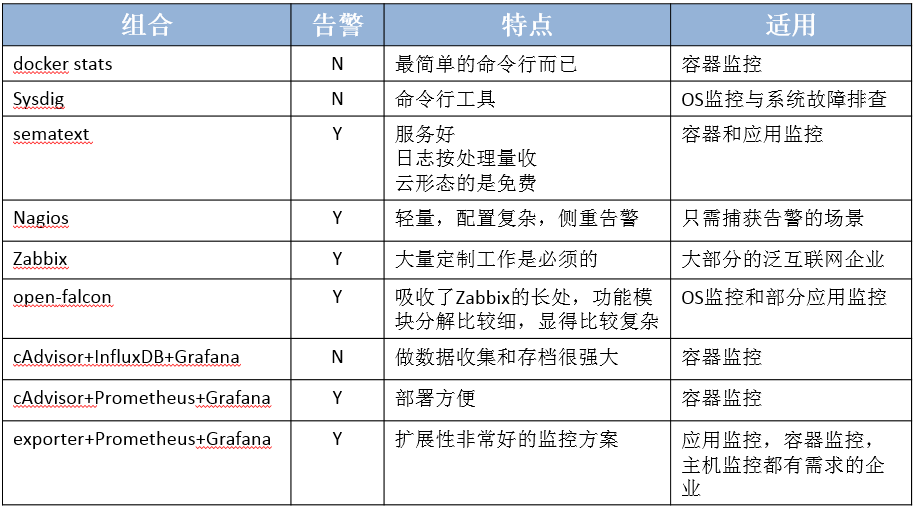 组合 告警 特点 适用
docker stats N 最简单的命令行而已 容器监控
Sysdig N 命令行工具 OS监控与系统故障排查
sematext Y 服务好 容器和应用监控
日志按处理量收
云形态的是免费
Nagios Y 轻量，配置复杂，侧重告警 只需捕获告警的场景
Zabbix Y 大量定制工作是必须的 大部分的泛互联网企业
open-falcon Y 吸收了Zabbix的长处，功能模 OS监控和部分应用监控
块分解比较细，显得比较复杂
cAdvisor+InfluxDB+Grafana N 做数据收集和存档很强大 容器监控
cAdvisor+Prometheus+Grafana Y 部署方便 容器监控
exporter+Prometheus+Grafana Y 扩展性非常好的监控方案 应用监控，容器监控，
主机监控都有需求的企
业